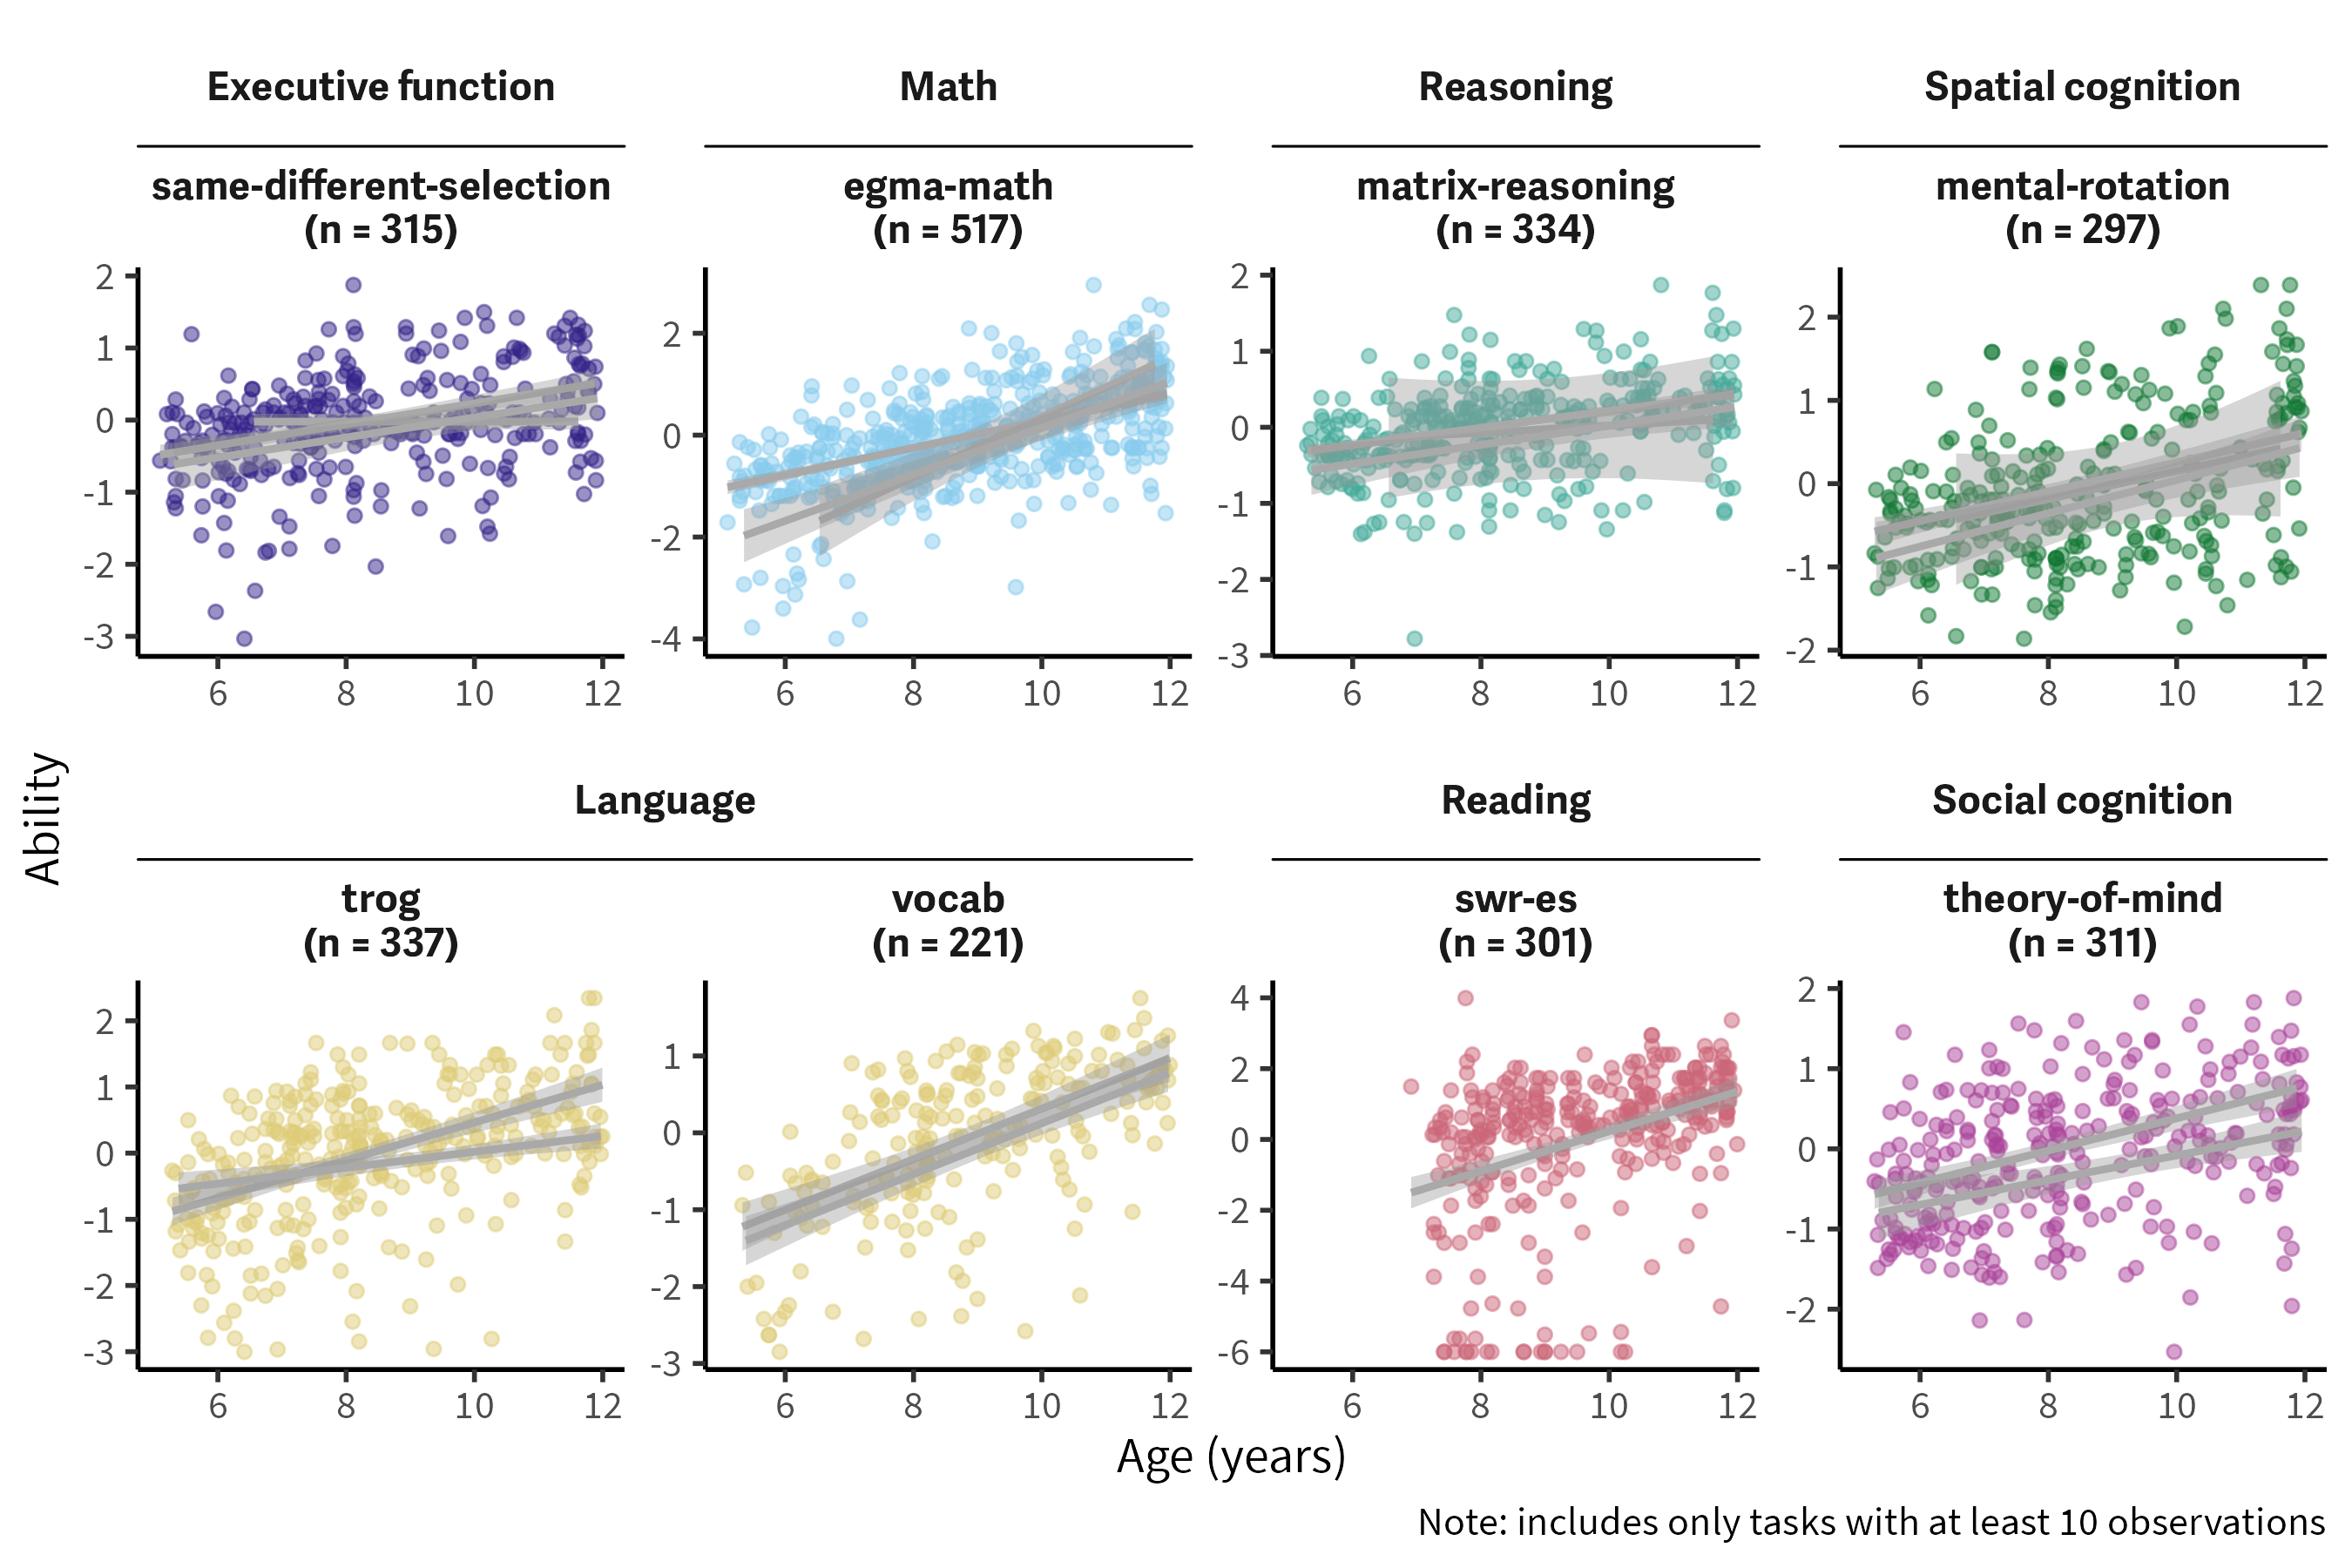 Executive function
Math
Reasoning
Spatial cognition
same-different-selection
(n = 315)
egma-math
(n = 517)
matrix-reasoning
(n = 334)
mental-rotation
(n = 297)
2
1
0
-1
-2
-3
6 8 10 12
2
0
-2
-4
6 8 10 12
2
1
0
-1
-2
-3
6 8 10 12
2
1
0
-1
-2
6 8 10 12
Ability
Language
Reading
Social cognition
trog
(n = 337)
vocab
(n = 221)
swr-es
(n = 301)
theory-of-mind
(n = 311)
2
1
0
-1
-2
-3
6 8 10 12
1
0
-1
-2
-3
6 8 10 12
4
2
0
-2
-4
-6
6 8 10 12
2
1
0
-1
-2
6 8 10 12
Age (years)
Note: includes only tasks with at least 10 observations